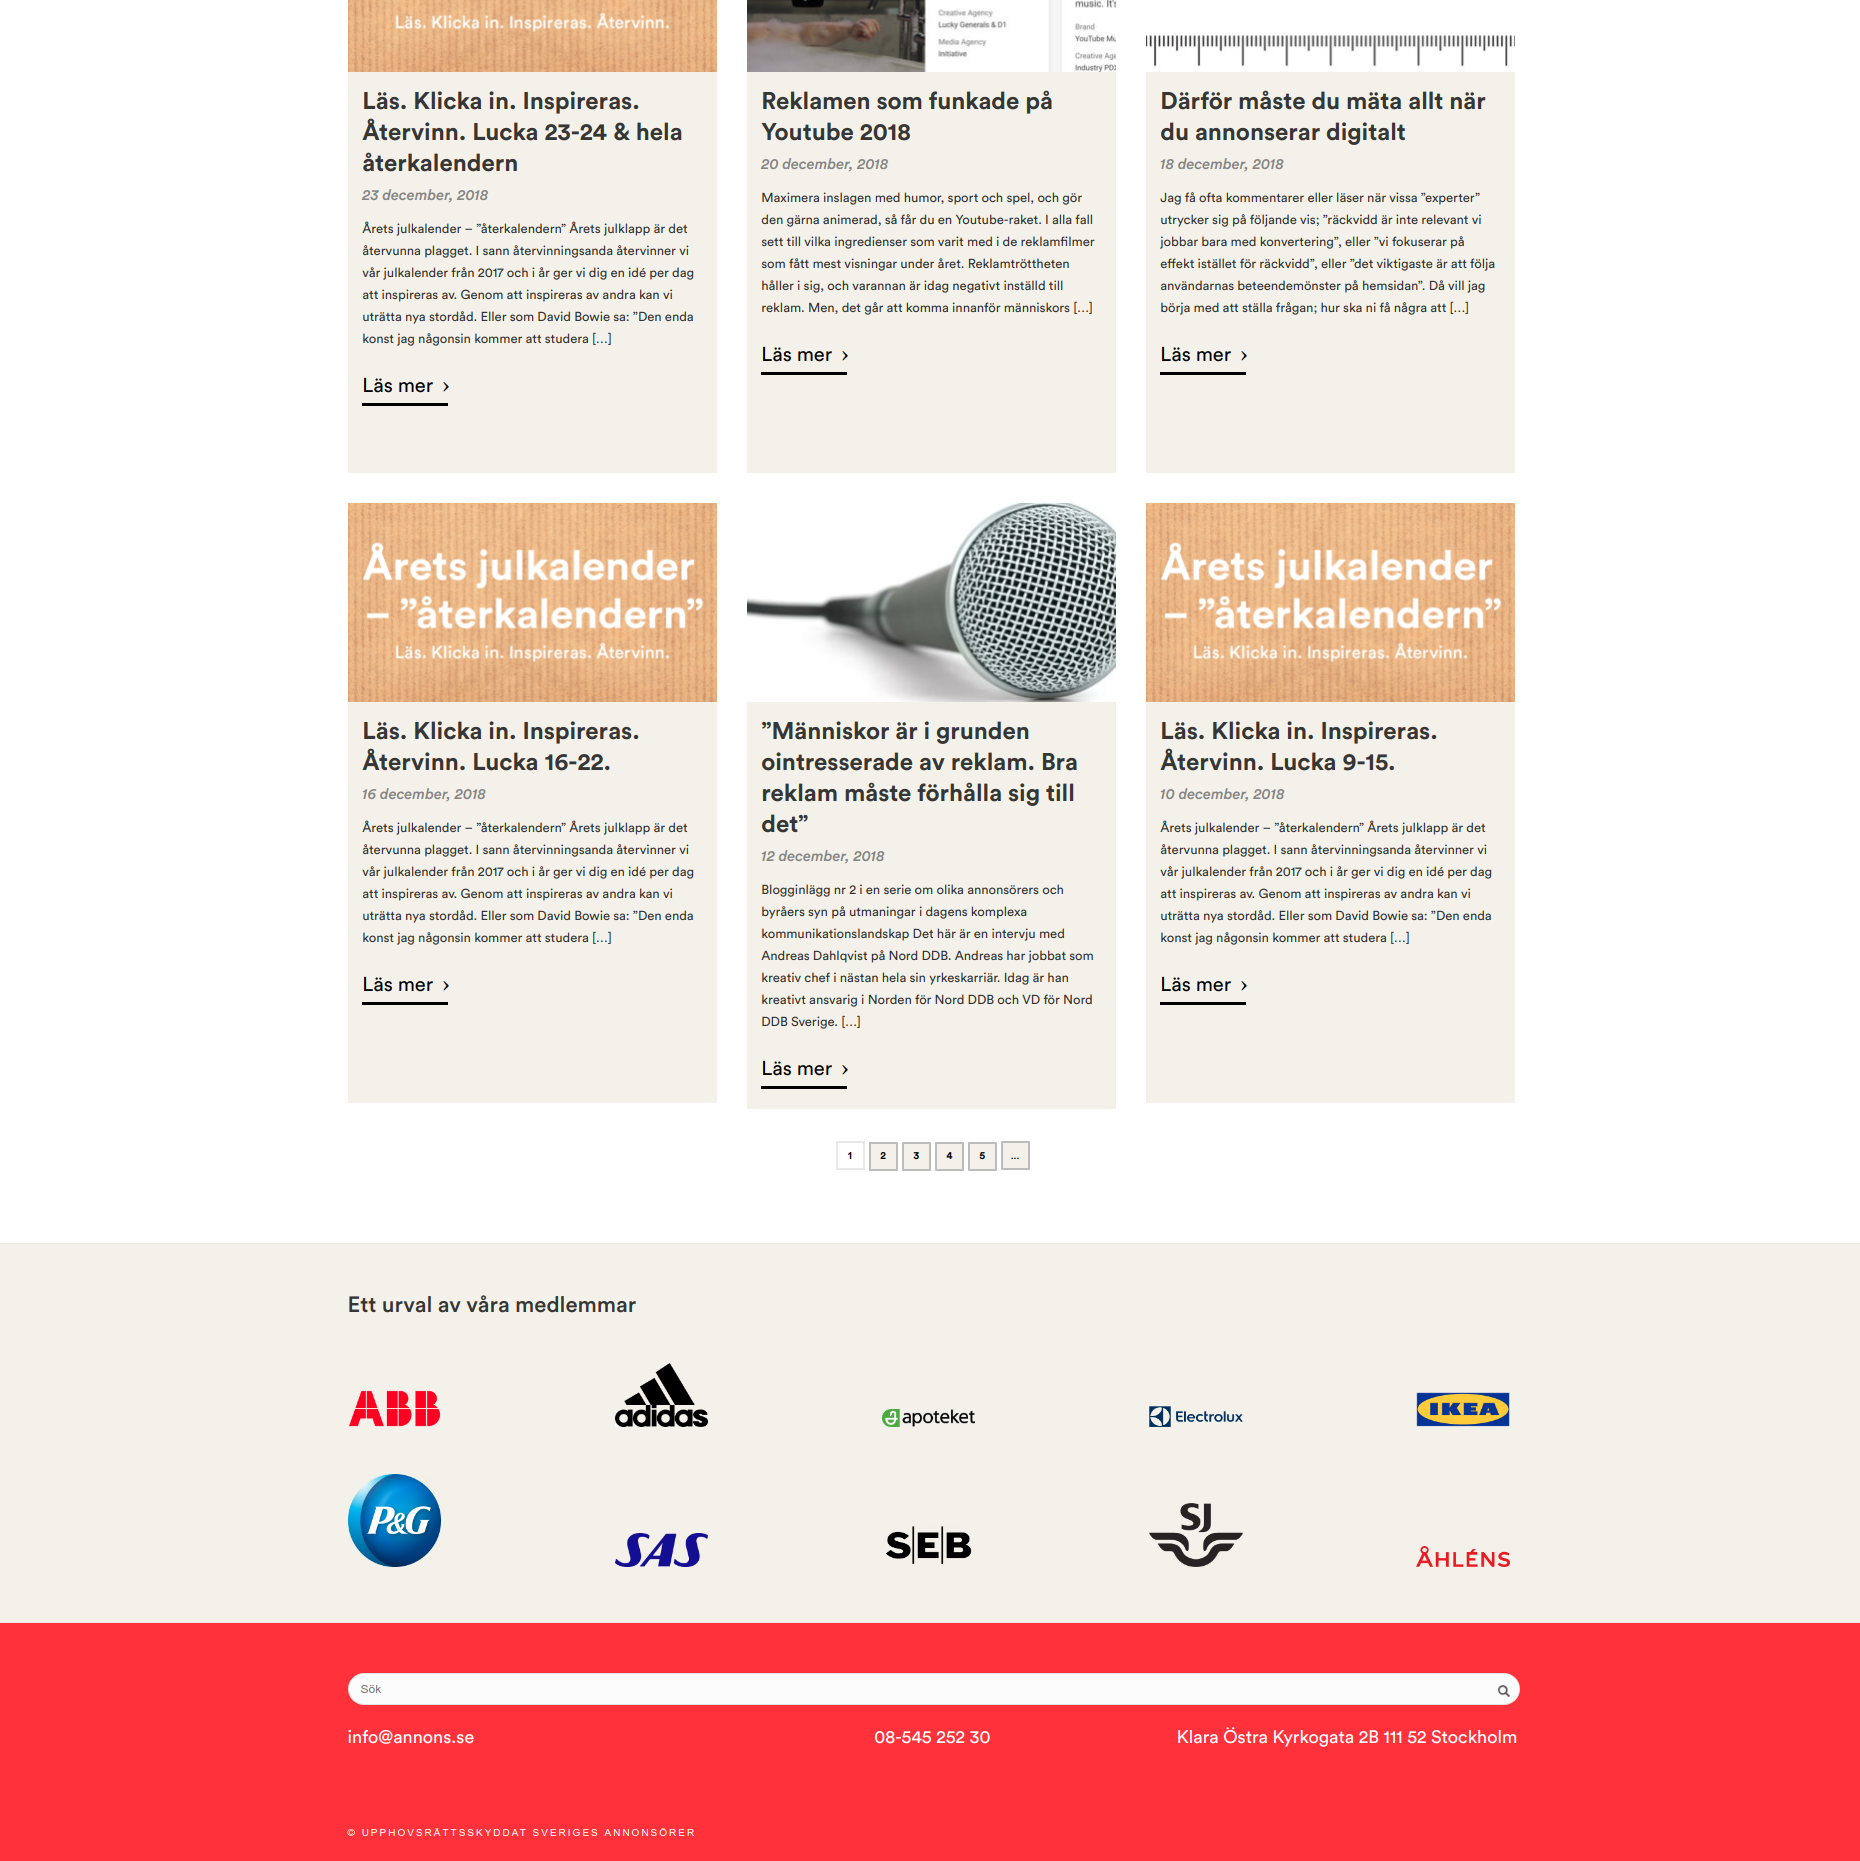 Läs. Klicka in. Inspireras. Återvinn.
Creative Agency
Lucky Generals & D1
Media Agency
Initiative
music. It's
Brand
YouTube Mu
Creative Age
Industry PDX
Läs. Klicka in. Inspireras.
Återvinn. Lucka 23-24 & hela
återkalendern
23 december, 2018
Årets julkalender – ”återkalendern” Årets julklapp är det
återvunna plagget. I sann återvinningsanda återvinner vi
vår julkalender från 2017 och i år ger vi dig en idé per dag
att inspireras av. Genom att inspireras av andra kan vi
uträtta nya stordåd. Eller som David Bowie sa: ”Den enda
konst jag någonsin kommer att studera […]
Läs mer ›
Reklamen som funkade på
Youtube 2018
20 december, 2018
Maximera inslagen med humor, sport och spel, och gör
den gärna animerad, så får du en Youtube-raket. I alla fall
sett till vilka ingredienser som varit med i de reklamfilmer
som fått mest visningar under året. Reklamtröttheten
håller i sig, och varannan är idag negativt inställd till
reklam. Men, det går att komma innanför människors […]
Läs mer ›
Därför måste du mäta allt när
du annonserar digitalt
18 december, 2018
Jag få ofta kommentarer eller läser när vissa ”experter”
utrycker sig på följande vis; ”räckvidd är inte relevant vi
jobbar bara med konvertering”, eller ”vi fokuserar på
effekt istället för räckvidd”, eller ”det viktigaste är att följa
användarnas beteendemönster på hemsidan”. Då vill jag
börja med att ställa frågan; hur ska ni få några att […]
Läs mer ›
Årets julkalender
– ”återkalendern”
Läs. Klicka in. Inspireras. Återvinn.
Läs. Klicka in. Inspireras.
Återvinn. Lucka 16-22.
16 december, 2018
Årets julkalender – ”återkalendern” Årets julklapp är det
återvunna plagget. I sann återvinningsanda återvinner vi
vår julkalender från 2017 och i år ger vi dig en idé per dag
att inspireras av. Genom att inspireras av andra kan vi
uträtta nya stordåd. Eller som David Bowie sa: ”Den enda
konst jag någonsin kommer att studera […]
Läs mer ›
”Människor är i grunden
ointresserade av reklam. Bra
reklam måste förhålla sig till
det”
12 december, 2018
Blogginlägg nr 2 i en serie om olika annonsörers och
byråers syn på utmaningar i dagens komplexa
kommunikationslandskap Det här är en intervju med
Andreas Dahlqvist på Nord DDB. Andreas har jobbat som
kreativ chef i nästan hela sin yrkeskarriär. Idag är han
kreativt ansvarig i Norden för Nord DDB och VD för Nord
DDB Sverige. […]
Läs mer ›
Årets julkalender
– ”återkalendern”
Läs. Klicka in. Inspireras. Återvinn.
Läs. Klicka in. Inspireras.
Återvinn. Lucka 9-15.
10 december, 2018
Årets julkalender – ”återkalendern” Årets julklapp är det
återvunna plagget. I sann återvinningsanda återvinner vi
vår julkalender från 2017 och i år ger vi dig en idé per dag
att inspireras av. Genom att inspireras av andra kan vi
uträtta nya stordåd. Eller som David Bowie sa: ”Den enda
konst jag någonsin kommer att studera […]
Läs mer ›
1 2 3 4 5 ...
Ett urval av våra medlemmar
ABB adidas apoteket Electrolux IKEA
P&G SAS SEB SJ ÅHLÉNS
Sök
info@annons.se 08-545 252 30 Klara Östra Kyrkogata 2B 111 52 Stockholm
© UPPHOVSRÄTTSSKYDDAT SVERIGES ANNONSÖRER